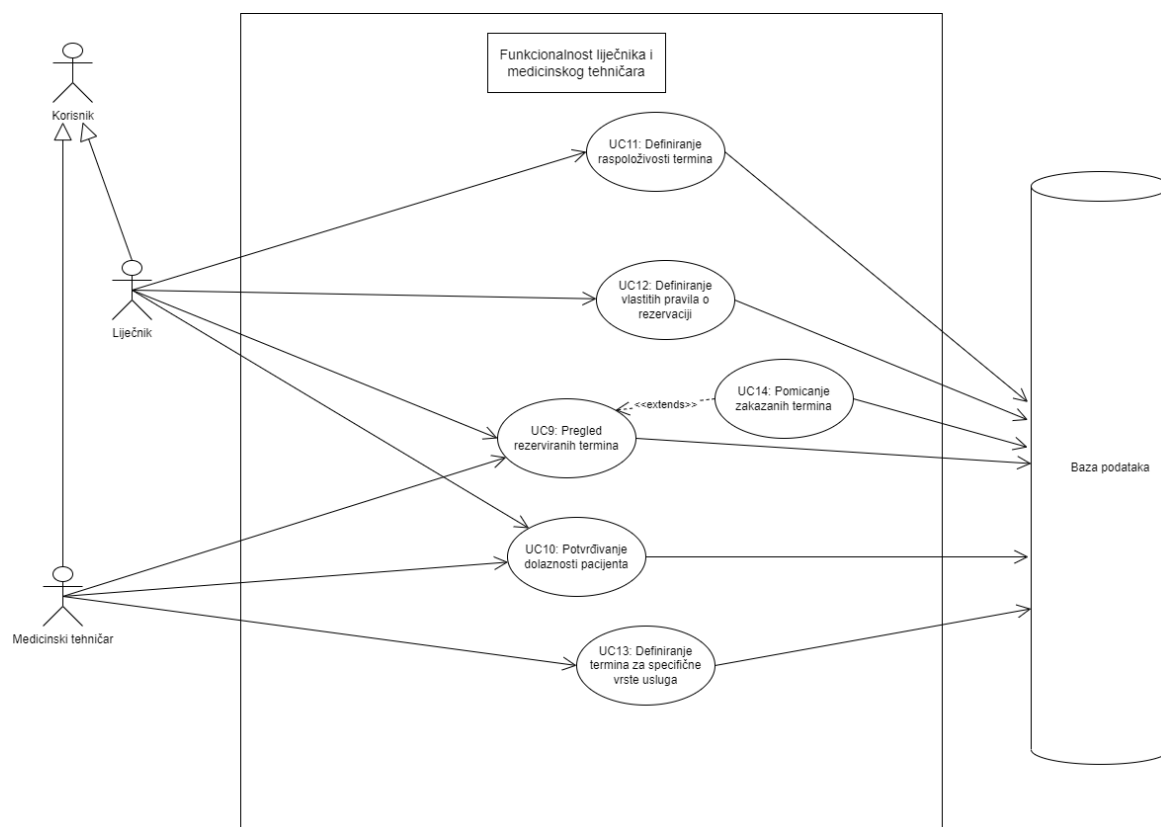 Funkcionalnost liječnika i
medicinskog tehničara
Korisnik
UC11: Definiranje
raspoloživosti termina
UC12: Definiranje
vlastitih pravila o
rezervaciji
Liječnik
UC14: Pomicanje
zakazanih termina
<<extends>>
UC9: Pregled
rezerviranih termina
Baza podataka
UC10: Potvrđivanje
dolaznosti pacijenta
Medicinski tehničar
UC13: Definiranje
termina za specifične
vrste usluga